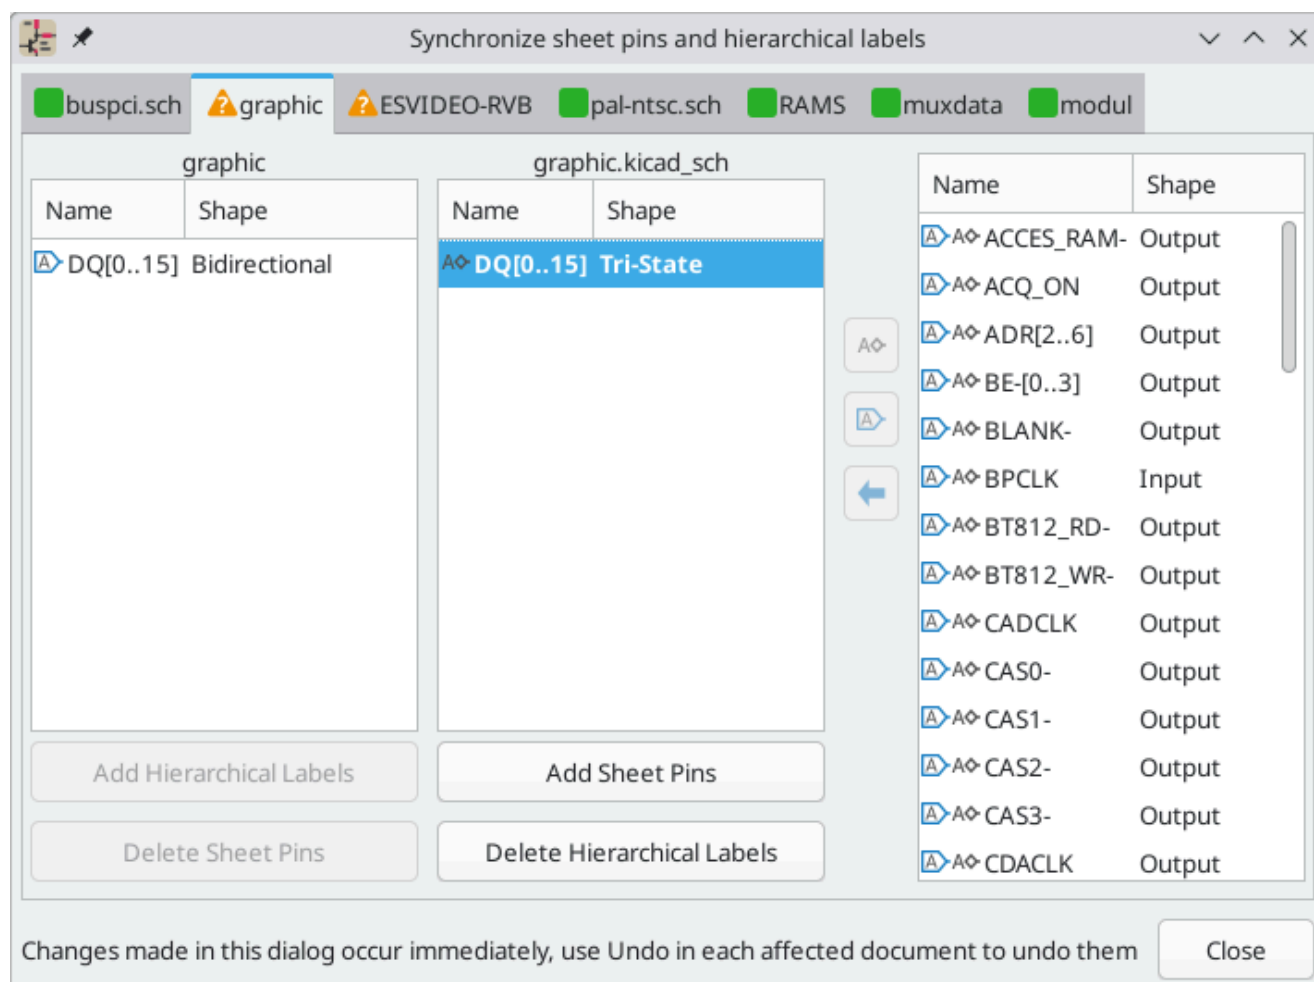 Synchronize sheet pins and hierarchical labels
buspci.sch graphic ESVIDEO-RVB pal-ntsc.sch RAMS muxdata modul
graphic
Name Shape
DQ[0..15] Bidirectional
Add Hierarchical Labels
Delete Sheet Pins
graphic.kicad_sch
Name Shape
DQ[0..15] Tri-State
Add Sheet Pins
Delete Hierarchical Labels
Name Shape
ACCES_RAM- Output
ACQ_ON Output
ADR[2..6] Output
BE-[0..3] Output
BLANK- Output
BPCLK Input
BT812_RD- Output
BT812_WR- Output
CADCLK Output
CAS0- Output
CAS1- Output
CAS2- Output
CAS3- Output
CDACLK Output
Changes made in this dialog occur immediately, use Undo in each affected document to undo them
Close